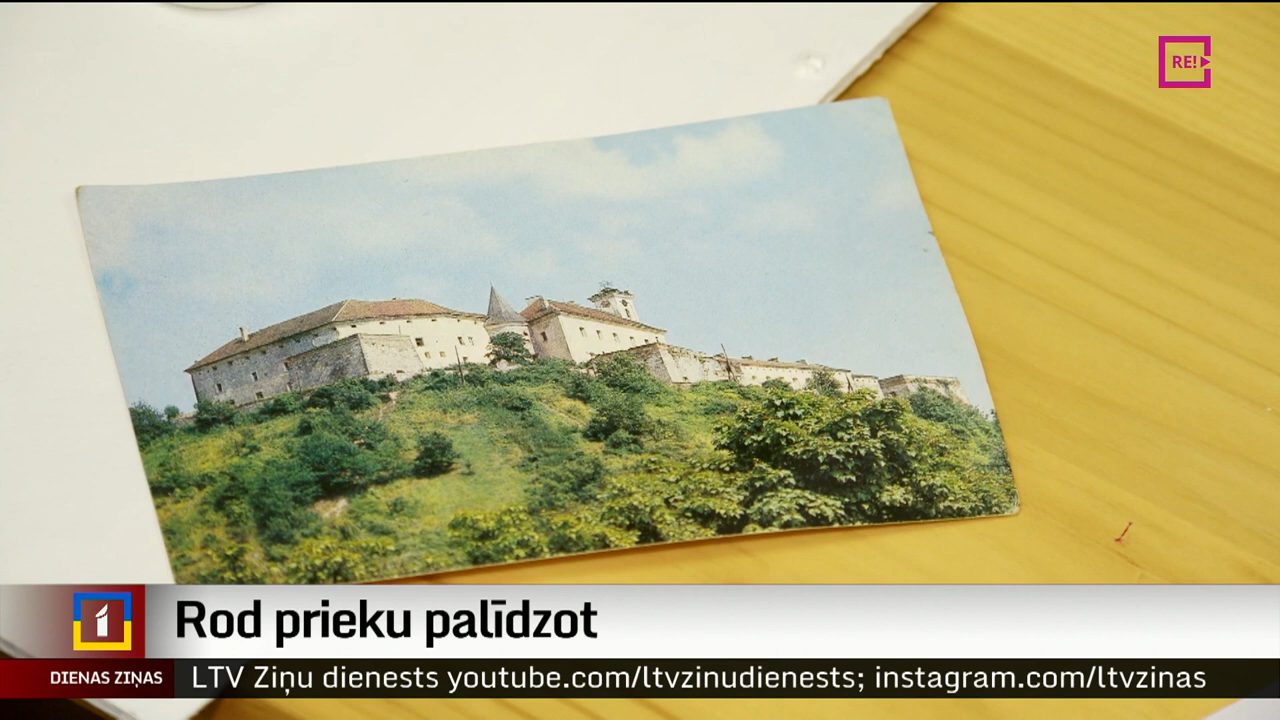 RE!
Rod prieku palīdzot
1
DIENAS ZIŅAS
LTV Ziņu dienests youtube.com/ltvzinudienests; instagram.com/ltvzinas